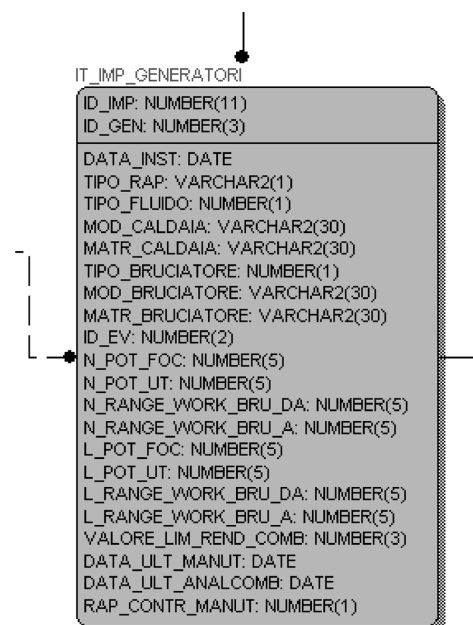 IT_IMP_GENERATORI
ID_IMP: NUMBER(11)
ID_GEN: NUMBER(3)
DATA_INST: DATE
TIPO_RAP: VARCHAR2(1)
TIPO_FLUIDO: NUMBER(1)
MOD_CALDAIA: VARCHAR2(30)
MATR_CALDAIA: VARCHAR2(30)
TIPO_BRUCIATORE: NUMBER(1)
MOD_BRUCIATORE: VARCHAR2(30)
MATR_BRUCIATORE: VARCHAR2(30)
ID_EV: NUMBER(2)
N_POT_FOC: NUMBER(5)
N_POT_UT: NUMBER(5)
N_RANGE_WORK_BRU_DA: NUMBER(5)
N_RANGE_WORK_BRU_A: NUMBER(5)
L_POT_FOC: NUMBER(5)
L_POT_UT: NUMBER(5)
L_RANGE_WORK_BRU_DA: NUMBER(5)
L_RANGE_WORK_BRU_A: NUMBER(5)
VALORE_LIM_REND_COMB: NUMBER(3)
DATA_ULT_MANUT: DATE
DATA_ULT_ANALCOMB: DATE
RAP_CONTR_MANUT: NUMBER(1)